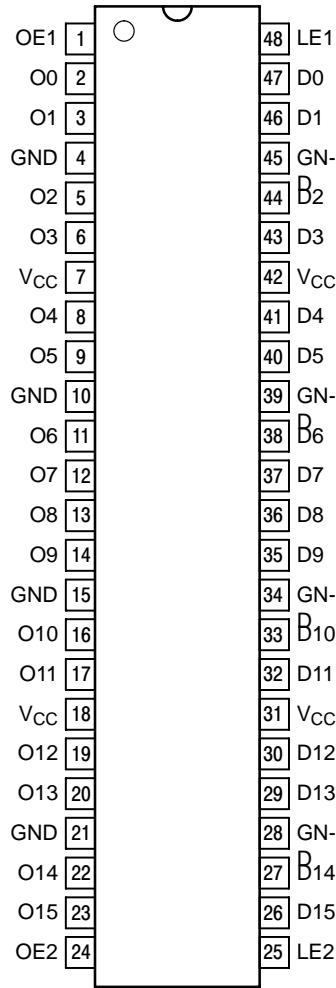 OE1 1 48 LE1
O0 2 47 D0
O1 3 46 D1
GND 4 45 GN-
D
O2 5 44 D2
O3 6 43 D3
VCC 7 42 VCC
O4 8 41 D4
O5 9 40 D5
GND 10 39 GN-
D
O6 11 38 D6
O7 12 37 D7
O8 13 36 D8
O9 14 35 D9
GND 15 34 GN-
D
O10 16 33 D10
O11 17 32 D11
VCC 18 31 VCC
O12 19 30 D12
O13 20 29 D13
GND 21 28 GN-
D
O14 22 27 D14
O15 23 26 D15
OE2 24 25 LE2